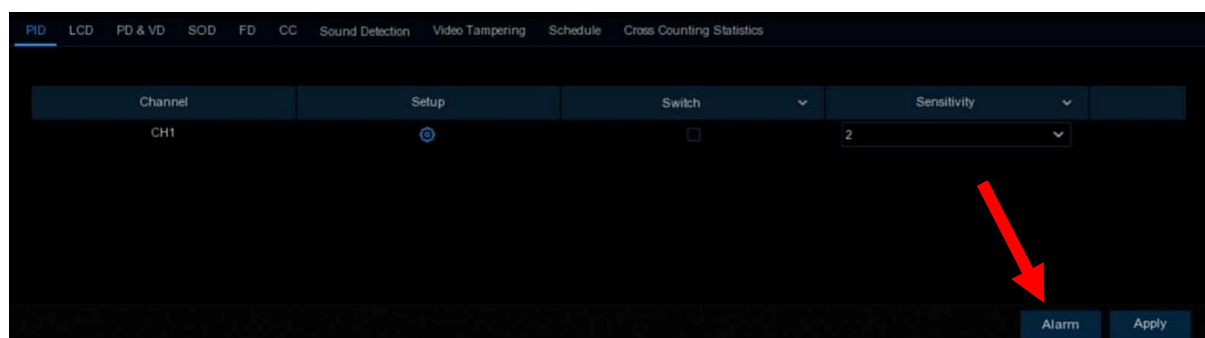 PID LCD PD & VD SOD FD CC Sound Detection Video Tampering Schedule Cross Counting Statistics
Channel Setup Switch Sensitivity
CH1 2
Alarm Apply